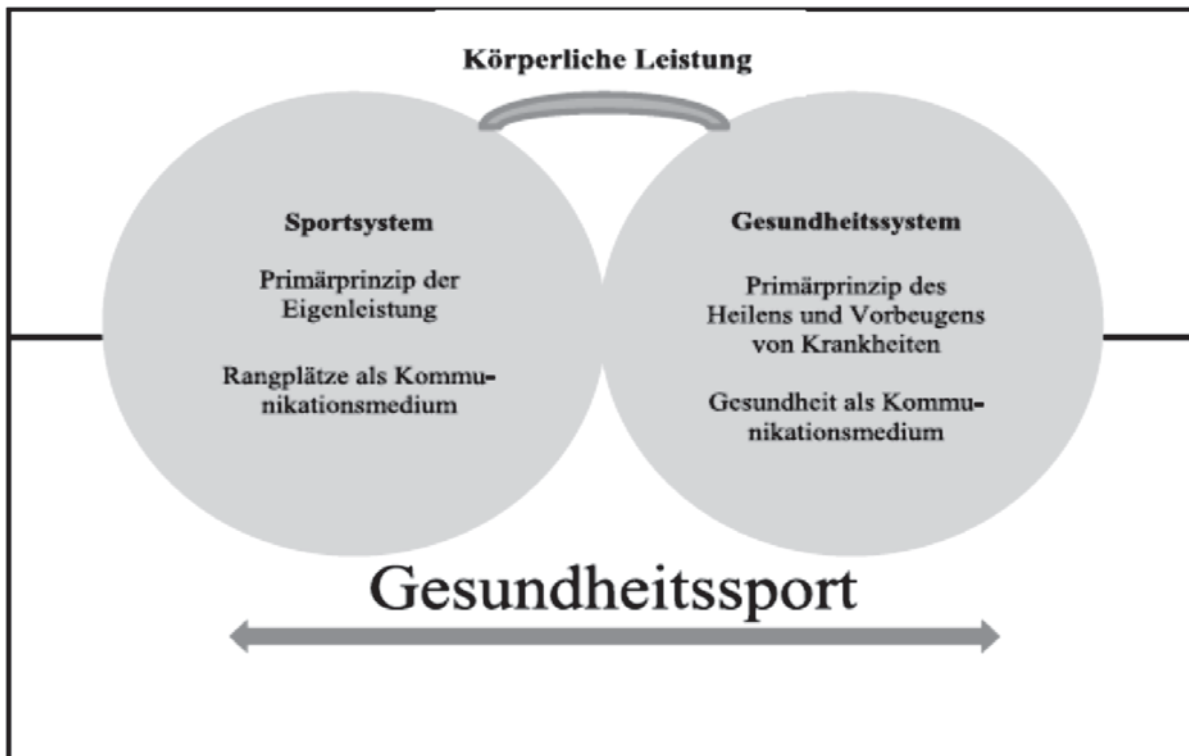 Körperliche Leistung
Sportsystem
Primärprinzip der
Eigenleistung
Rangplätze als Kommu-
nikationsmedium
Gesundheitssystem
Primärprinzip des
Heilens und Vorbeugens
von Krankheiten
Gesundheit als Kommu-
nikationsmedium
Gesundheitssport